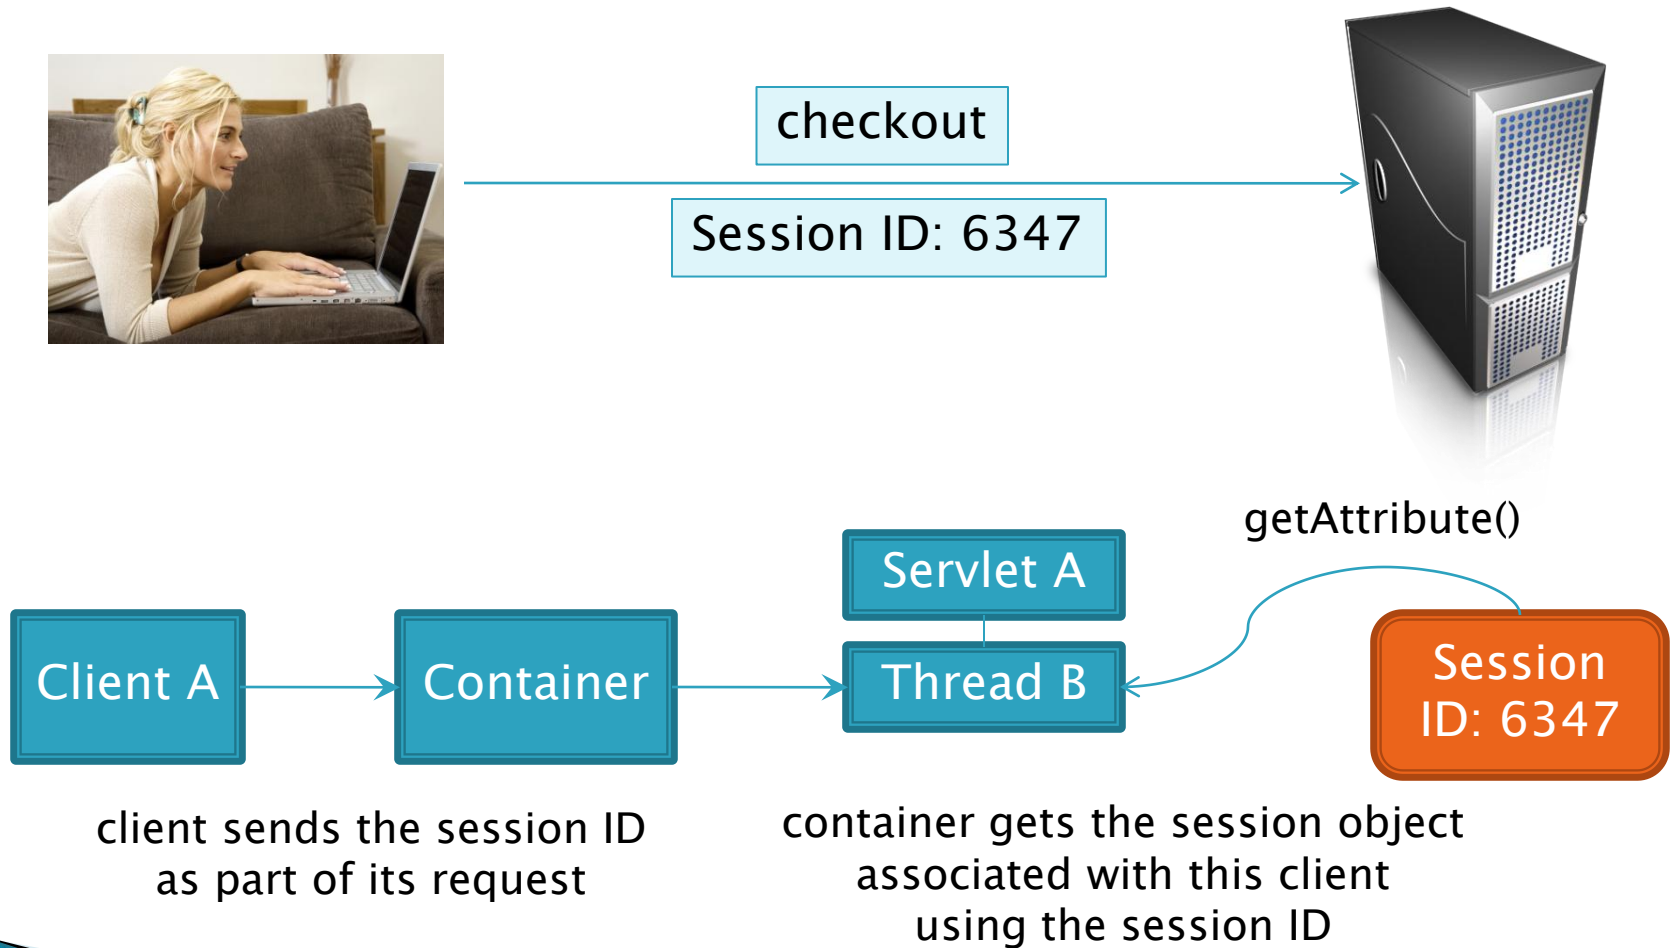 checkout
Session ID: 6347
getAttribute()
Servlet A
Client A
Container
Thread B
Session
ID: 6347
client sends the session ID
as part of its request
container gets the session object
associated with this client
using the session ID